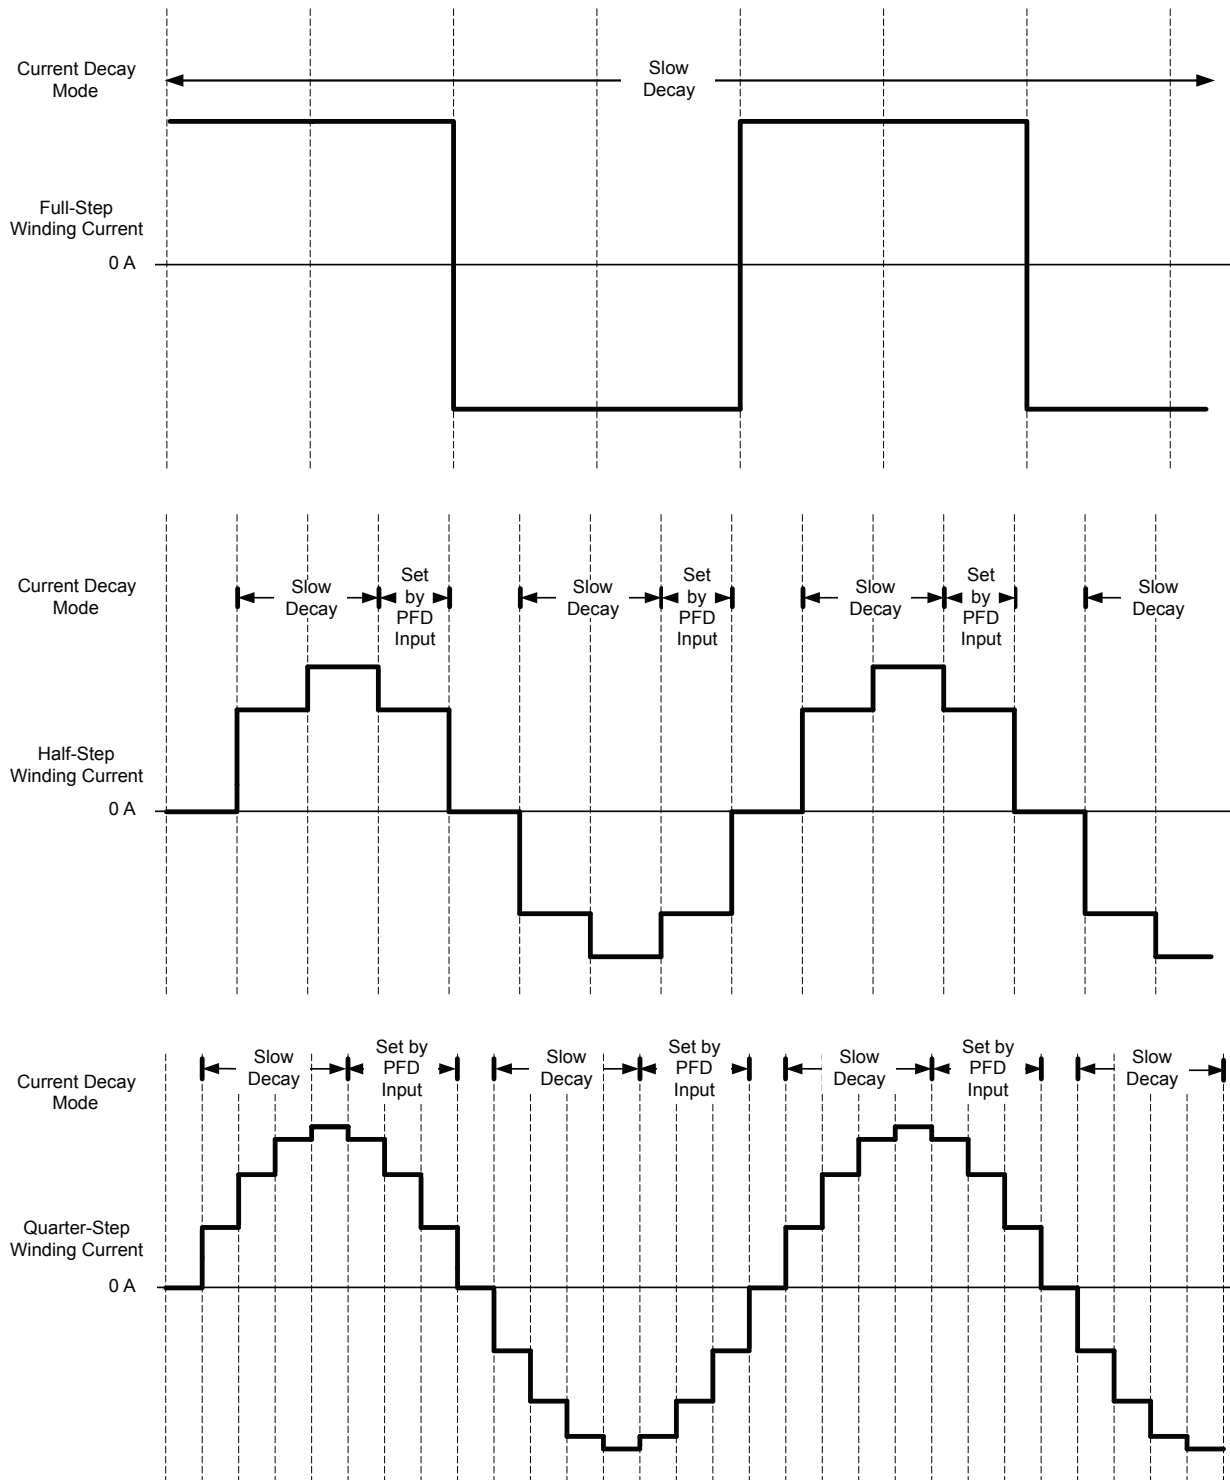 Current Decay
Mode
Slow
Decay
Full-Step
Winding Current
0 A
Current Decay
Mode
Slow
Decay
Set
by
PFD
Input
Slow
Decay
Set
by
PFD
Input
Slow
Decay
Set
by
PFD
Input
Slow
Decay
Half-Step
Winding Current
0 A
Current Decay
Mode
Slow
Decay
Set by
PFD
Input
Slow
Decay
Set by
PFD
Input
Slow
Decay
Set by
PFD
Input
Slow
Decay
Quarter-Step
Winding Current
0 A